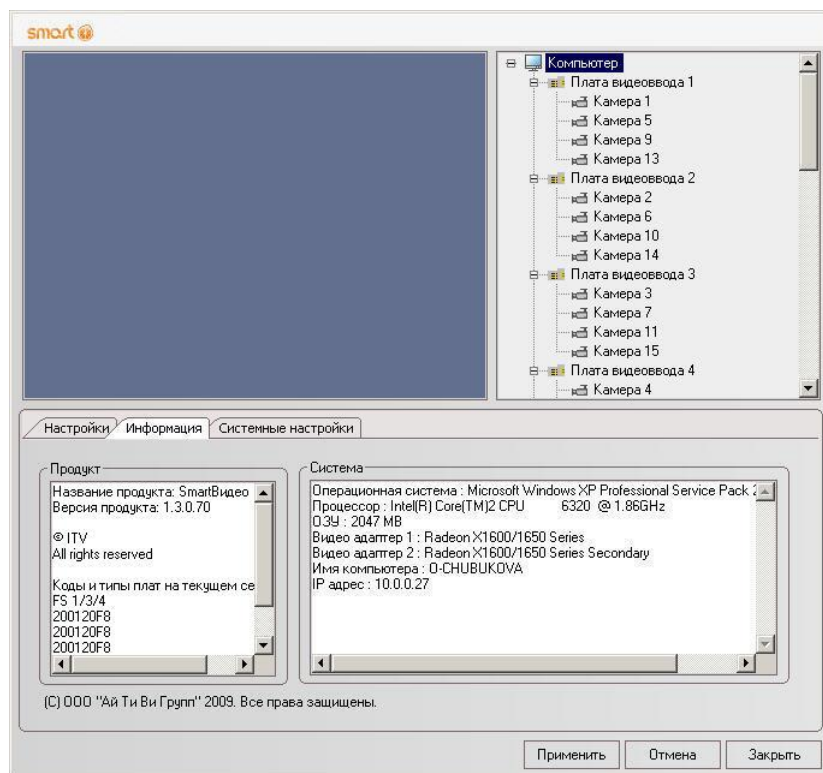 smart
Компьютер
Плата видеоввода 1
Камера 1
Камера 5
Камера 9
Камера 13
Плата видеоввода 2
Камера 2
Камера 6
Камера 10
Камера 14
Плата видеоввода 3
Камера 3
Камера 7
Камера 11
Камера 15
Плата видеоввода 4
Камера 4
Настройки Информация Системные настройки
Продукт
Название продукта: SmartВидео
Версия продукта: 1.3.0.70
© ITV
All rights reserved
Коды и типы плат на текущем се
FS 1/3/4
200120F8
200120F8
200120F8
Система
Операционная система : Microsoft Windows XP Professional Service Pack 2
Процессор : Intel(R) Core(TM)2 CPU 6320 @ 1.86GHz
ОЗУ : 2047 MB
Видео адаптер 1 : Radeon X1600/1650 Series
Видео адаптер 2 : Radeon X1600/1650 Series Secondary
Имя компьютера : O-CHUBUKOVA
IP адрес : 10.0.0.27
(С) ООО "Ай Ти Ви Групп" 2009. Все права защищены.
Применить Отмена Закрыть